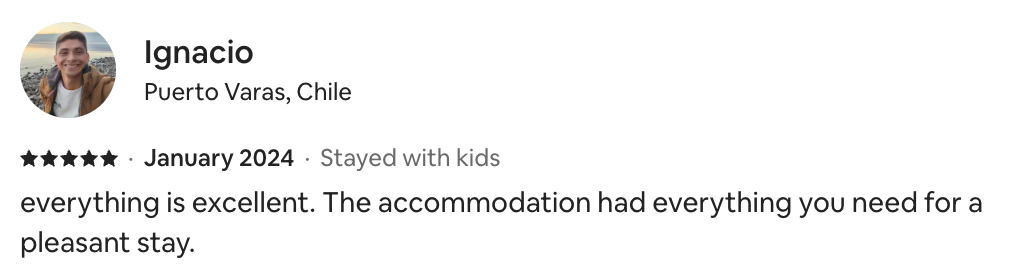 Ignacio
Puerto Varas, Chile
★★★★★ · January 2024 · Stayed with kids
everything is excellent. The accommodation had everything you need for a
pleasant stay.